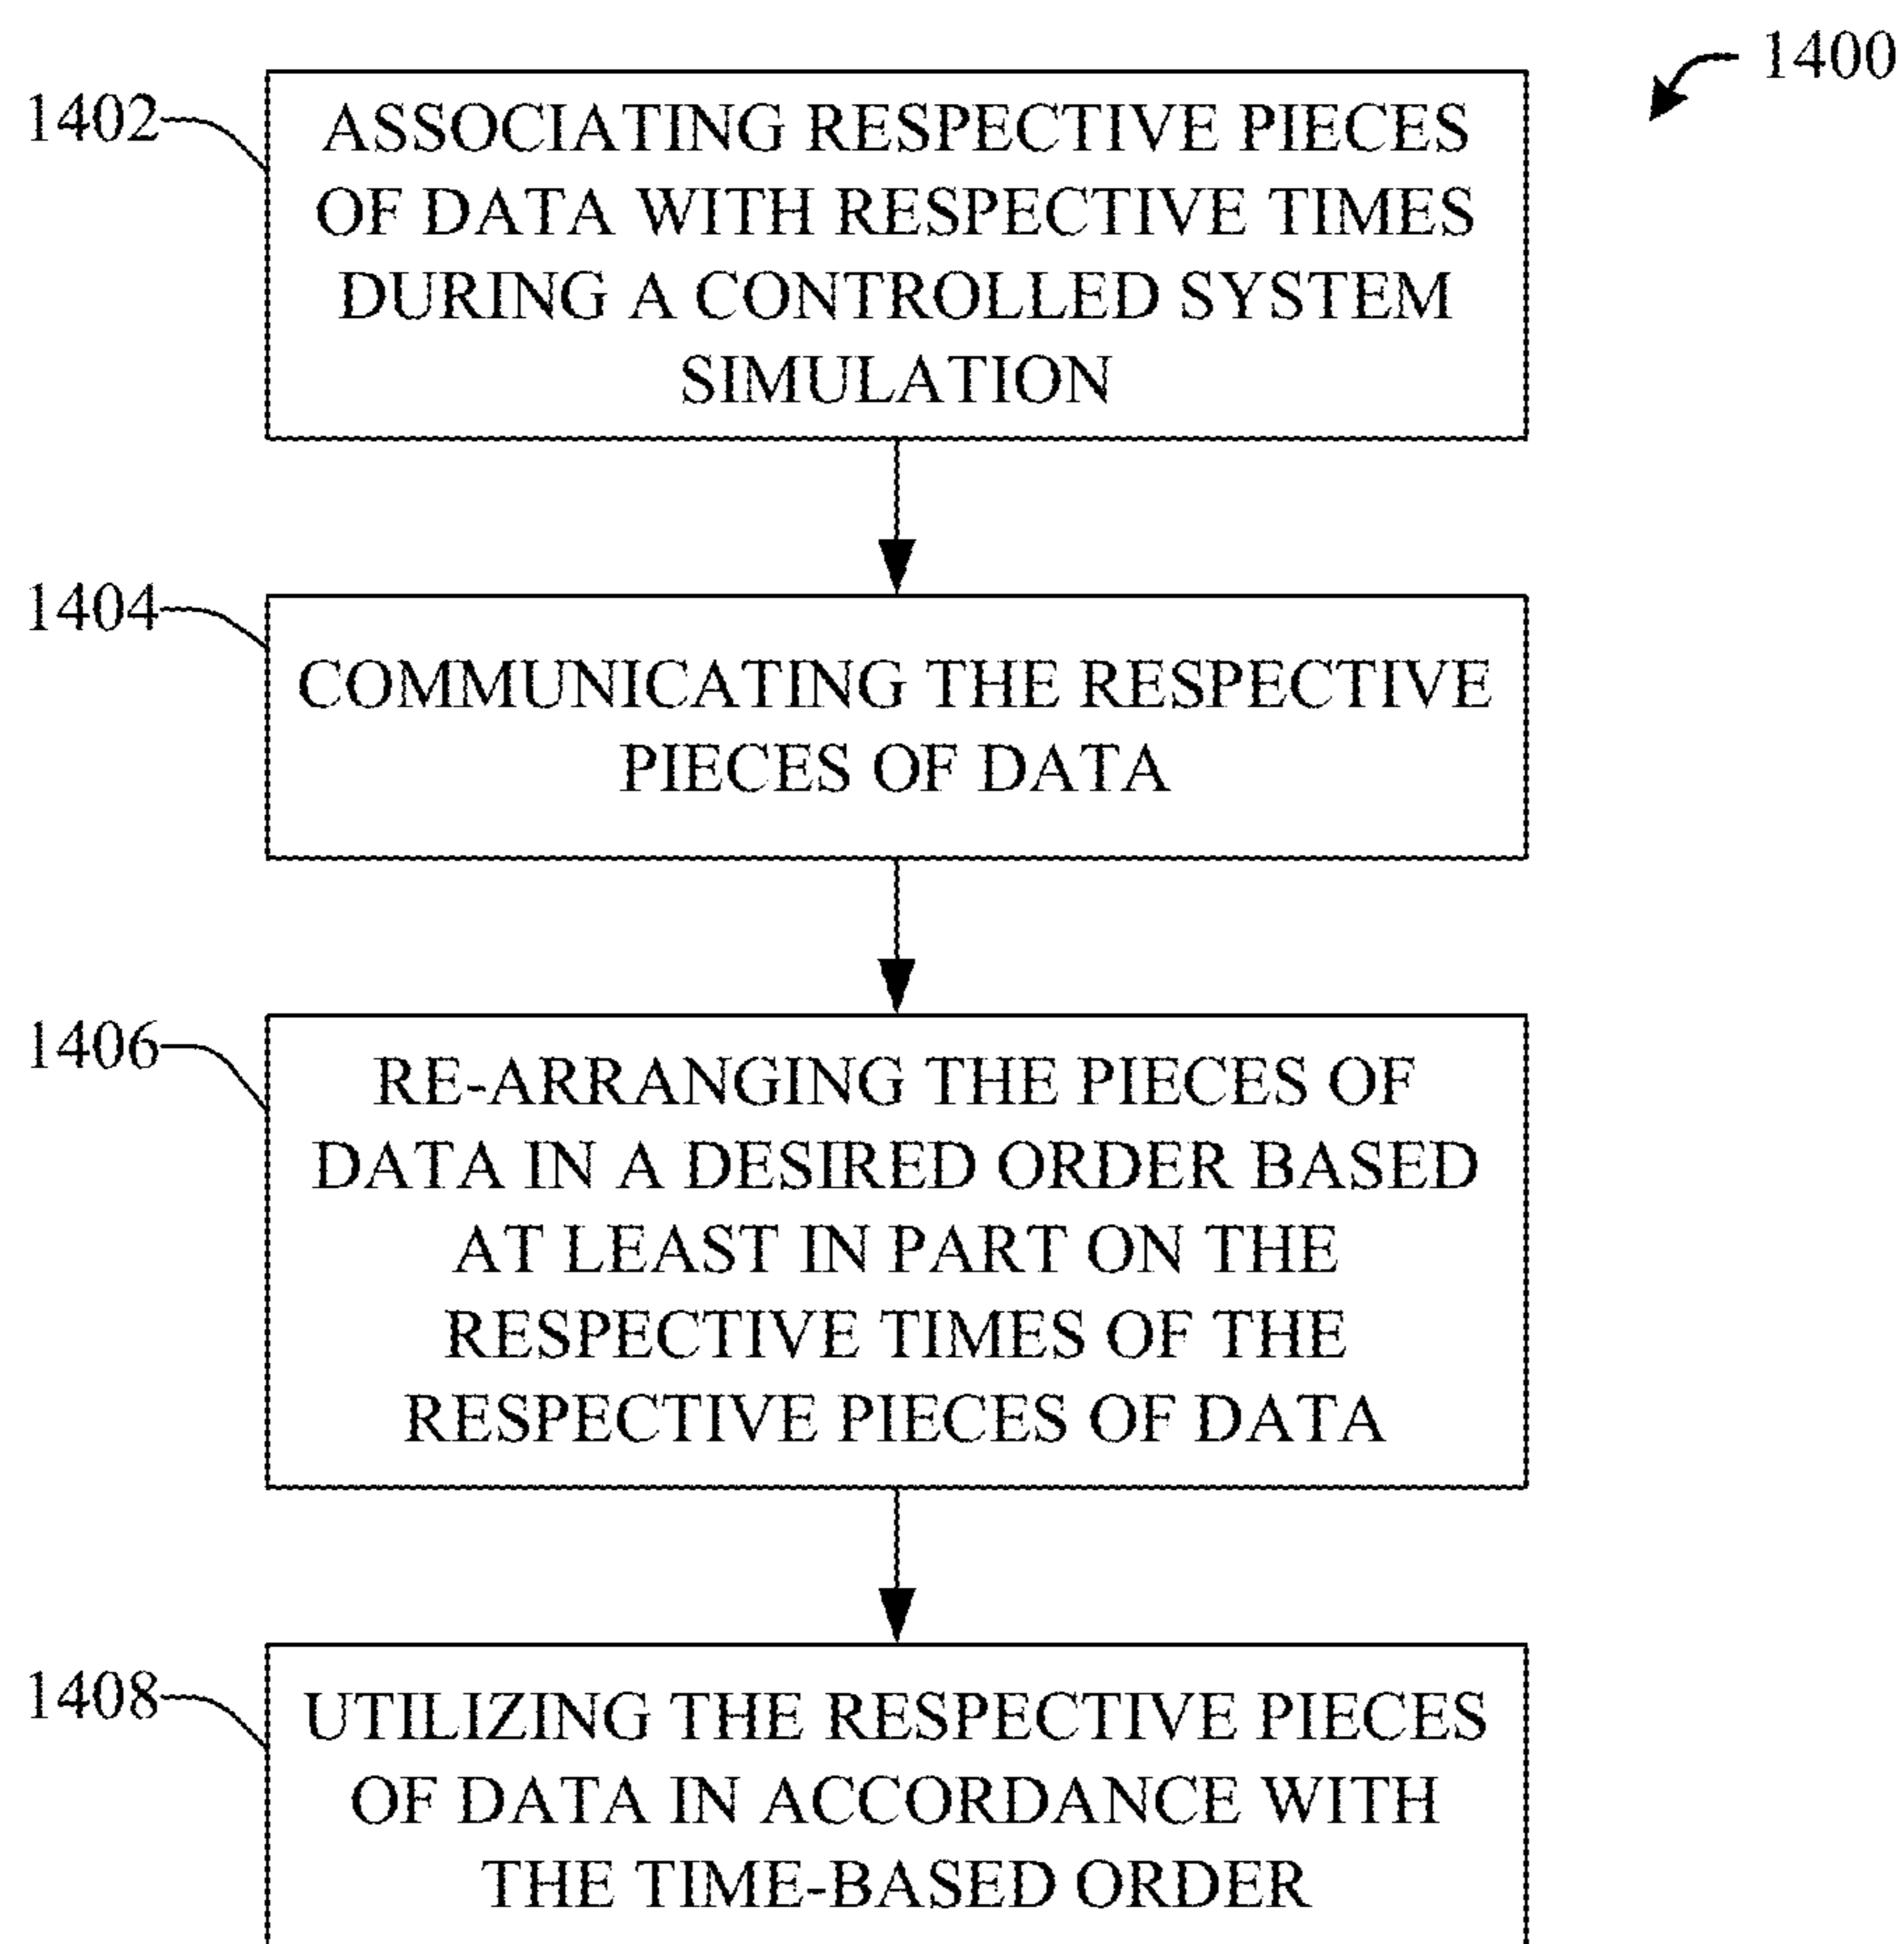 1400
1402
ASSOCIATING RESPECTIVE PIECES
OF DATA WITH RESPECTIVE TIMES
DURING A CONTROLLED SYSTEM
SIMULATION
1404
COMMUNICATING THE RESPECTIVE
PIECES OF DATA
1406
RE-ARRANGING THE PIECES OF
DATA IN A DESIRED ORDER BASED
AT LEAST IN PART ON THE
RESPECTIVE TIMES OF THE
RESPECTIVE PIECES OF DATA
1408
UTILIZING THE RESPECTIVE PIECES
OF DATA IN ACCORDANCE WITH
THE TIME-BASED ORDER